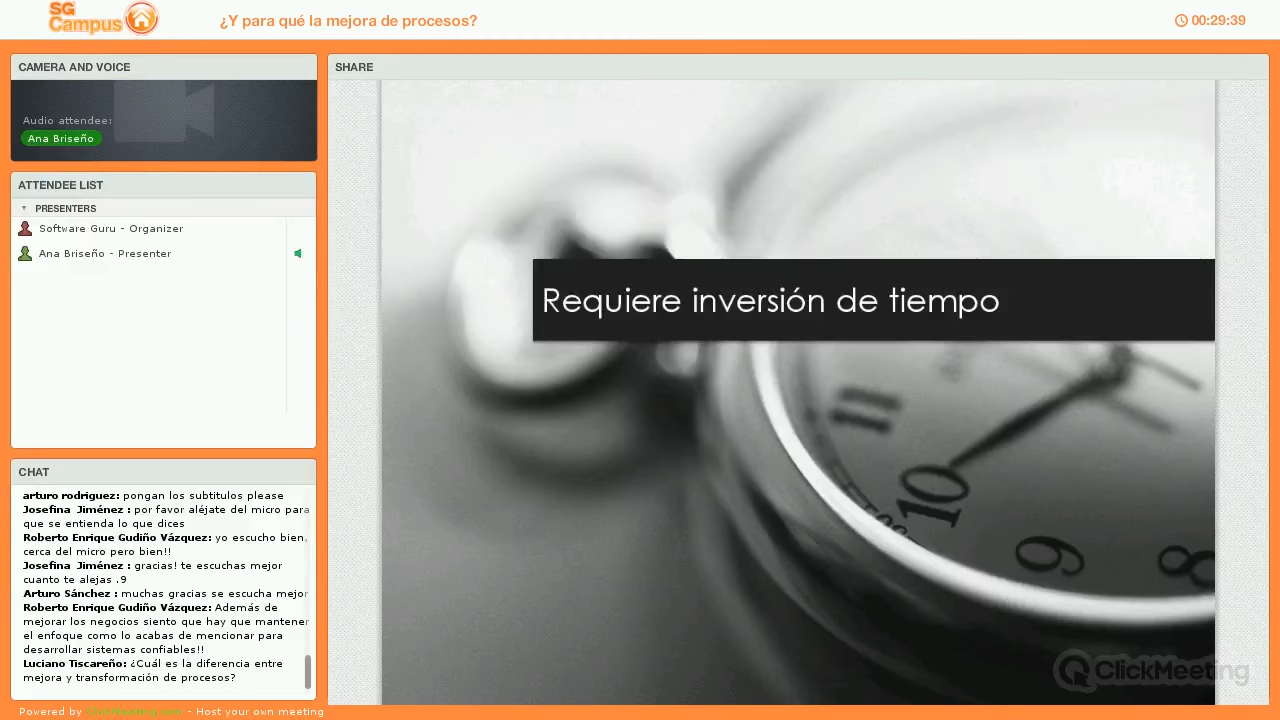 SG
Campus
¿Y para qué la mejora de procesos?
00:29:39
CAMERA AND VOICE
Audio attendee:
Ana Briseño
ATTENDEE LIST
PRESENTERS
Software Guru - Organizer
Ana Briseño - Presenter
CHAT
arturo rodriguez: pongan los subtitulos please
Josefina Jiménez : por favor aléjate del micro para
que se entienda lo que dices
Roberto Enrique Gudiño Vázquez: yo escucho bien,
cerca del micro pero bien!!
Josefina Jiménez : gracias! te escuchas mejor
cuanto te alejas .9
Arturo Sánchez : muchas gracias se escucha mejor
Roberto Enrique Gudiño Vázquez: Además de
mejorar los negocios siento que hay que mantener
el enfoque como lo acabas de mencionar para
desarrollar sistemas confiables!!
Luciano Tiscareño: ¿Cuál es la diferencia entre
mejora y transformación de procesos?
Powered by ClickMeeting.com - Host your own meeting
SHARE
Requiere inversión de tiempo
11
10
9
8
ClickMeeting